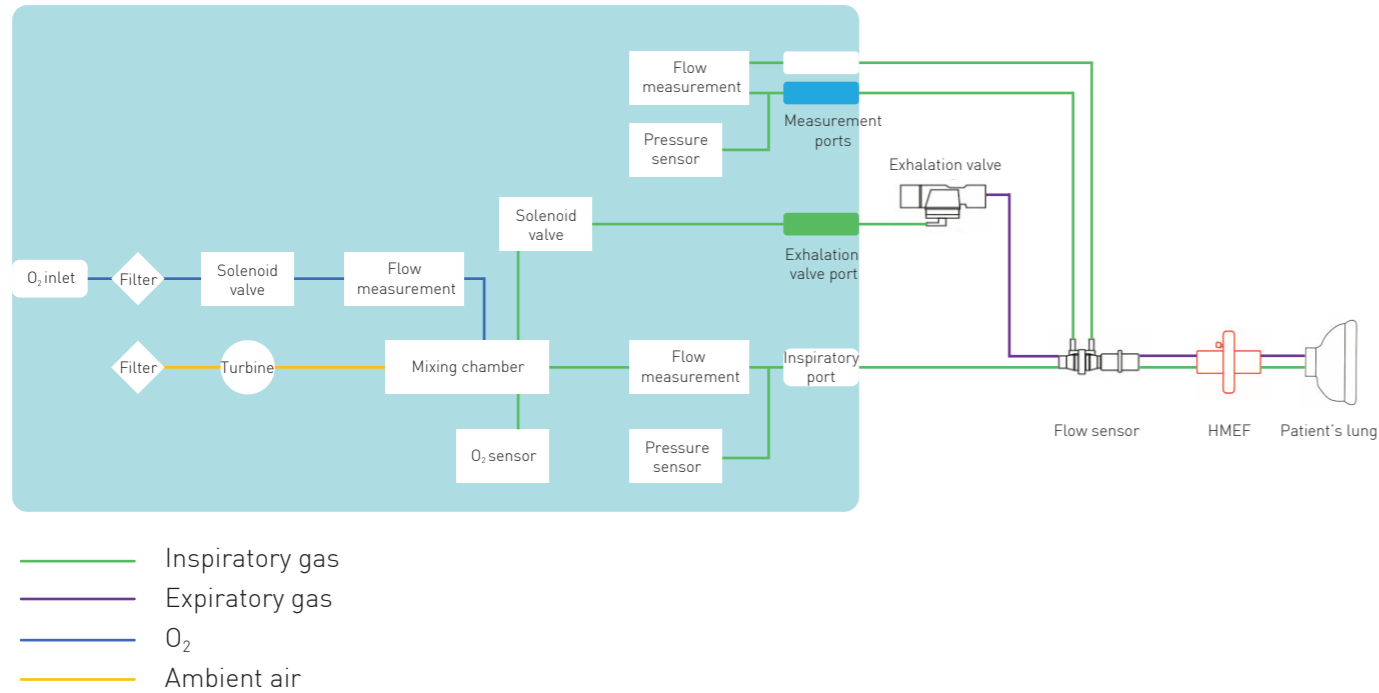 Flow
measurement
Measurement
ports
Pressure
sensor
Exhalation valve
Solenoid
valve
Exhalation
valve port
O₂ inlet
Filter
Solenoid
valve
Flow
measurement
Filter
Turbine
Mixing chamber
Flow
measurement
Inspiratory
port
O₂ sensor
Pressure
sensor
Flow sensor
HMEF
Patient's lung
Inspiratory gas
Expiratory gas
O₂
Ambient air